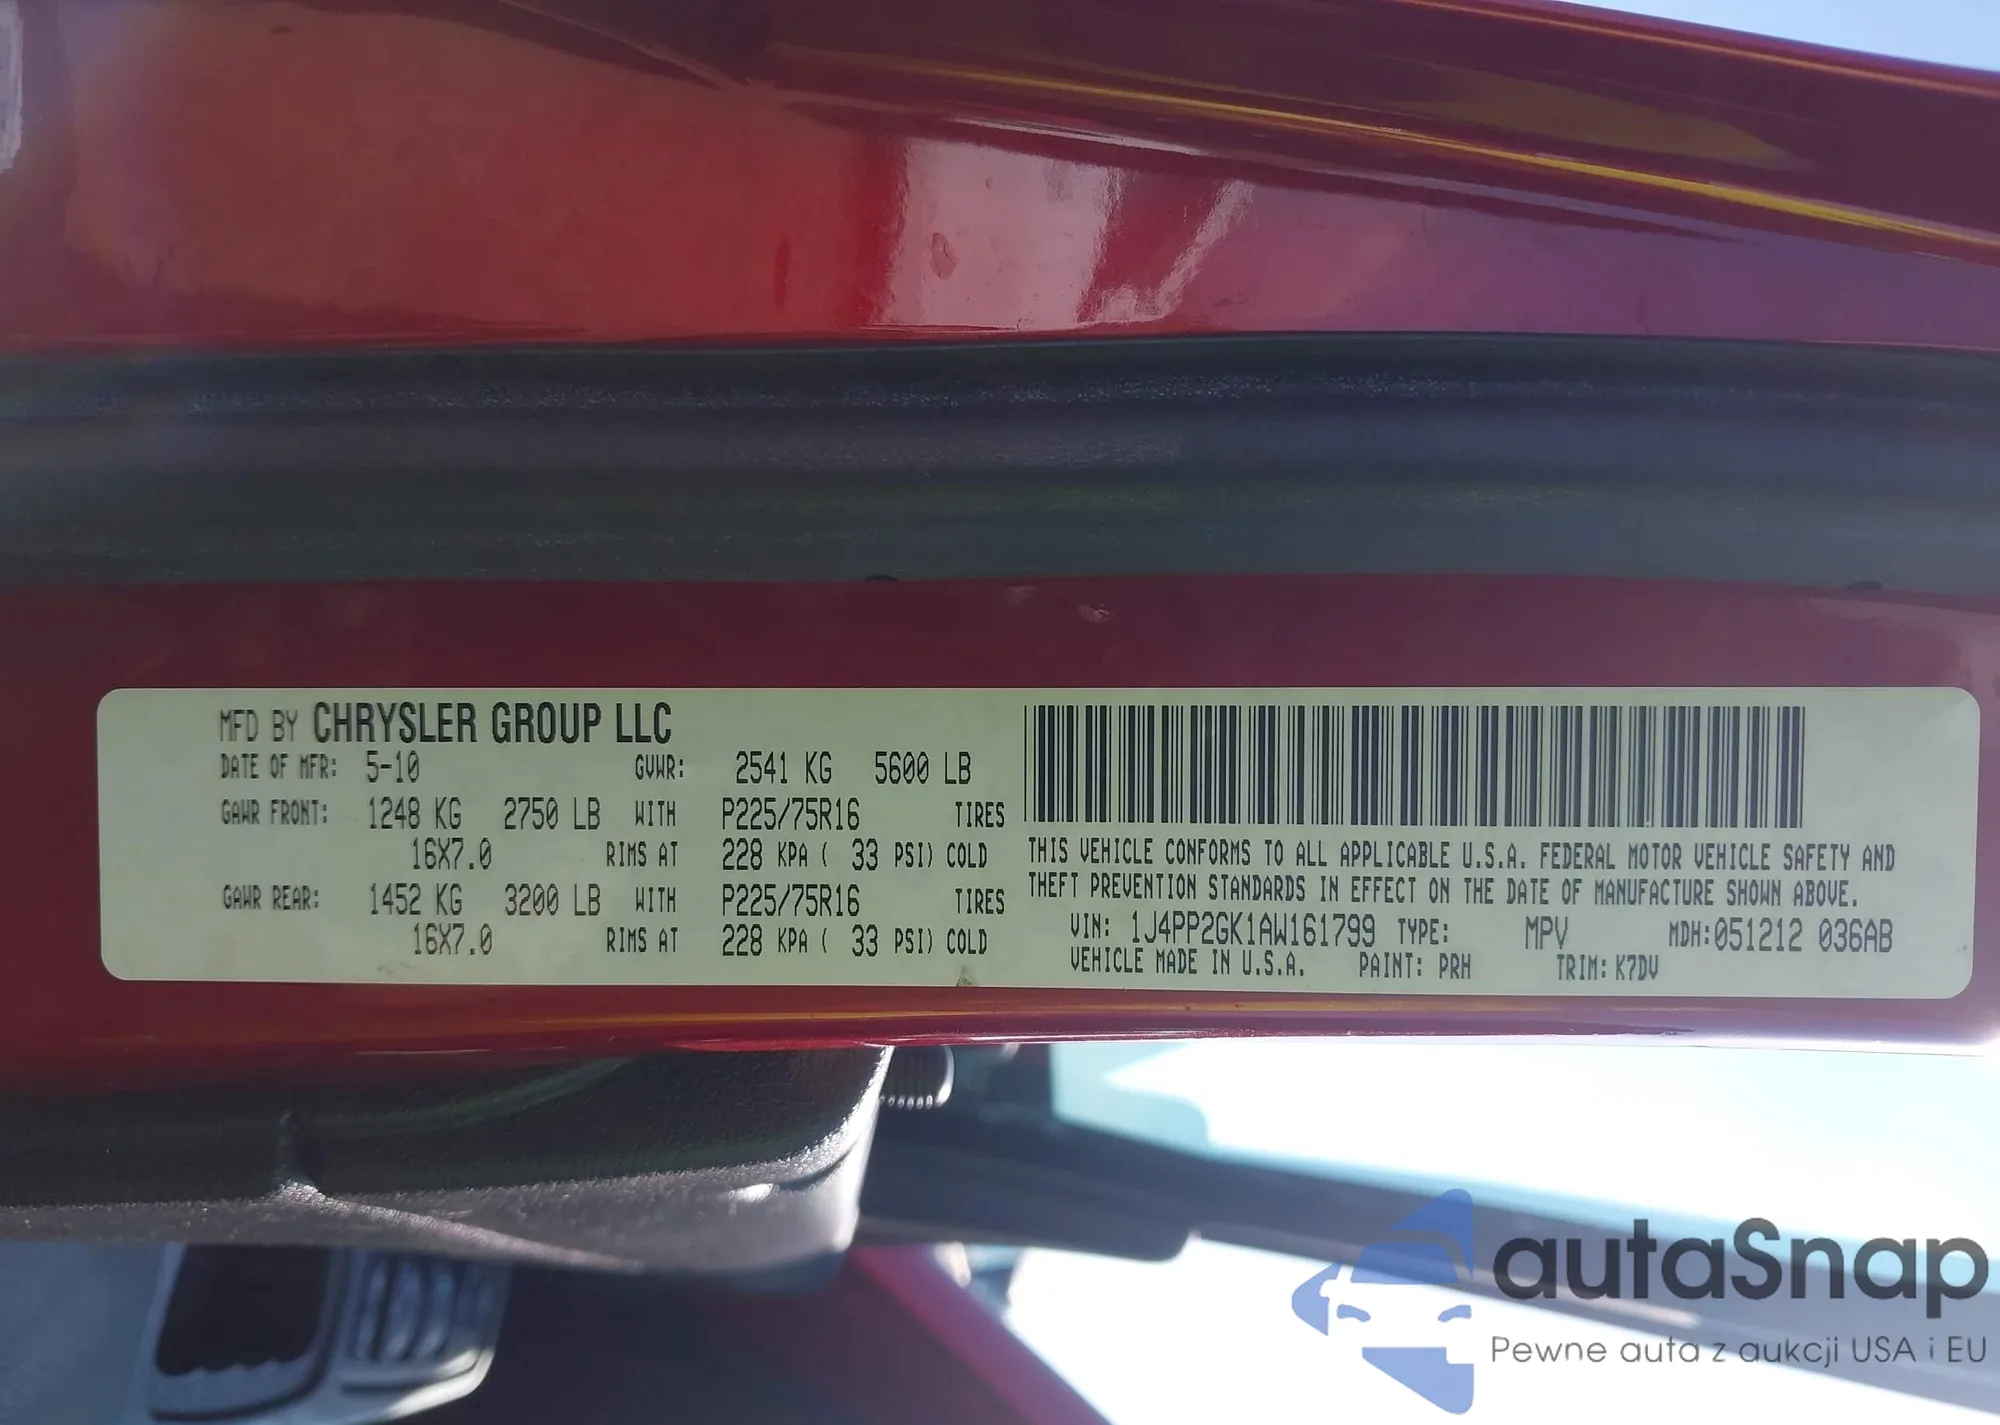 MFD BY CHRYSLER GROUP LLC
DATE OF MFR: 5-10 GVWR: 2541 KG 5600 LB
GAWR FRONT: 1248 KG 2750 LB WITH P225/75R16 TIRES
16X7.0 RIMS AT 228 KPA ( 33 PSI) COLD
GAWR REAR: 1452 KG 3200 LB WITH P225/75R16 TIRES
16X7.0 RIMS AT 228 KPA ( 33 PSI) COLD
THIS VEHICLE CONFORMS TO ALL APPLICABLE U.S.A. FEDERAL MOTOR VEHICLE SAFETY AND
THEFT PREVENTION STANDARDS IN EFFECT ON THE DATE OF MANUFACTURE SHOWN ABOVE.
VIN: 1J4PP2GK1AW161799 TYPE: MPV MDH:051212 036AB
VEHICLE MADE IN U.S.A. PAINT: PRH TRIM: K7DV
autaSnap
Pewne auta z aukcji USA i EU